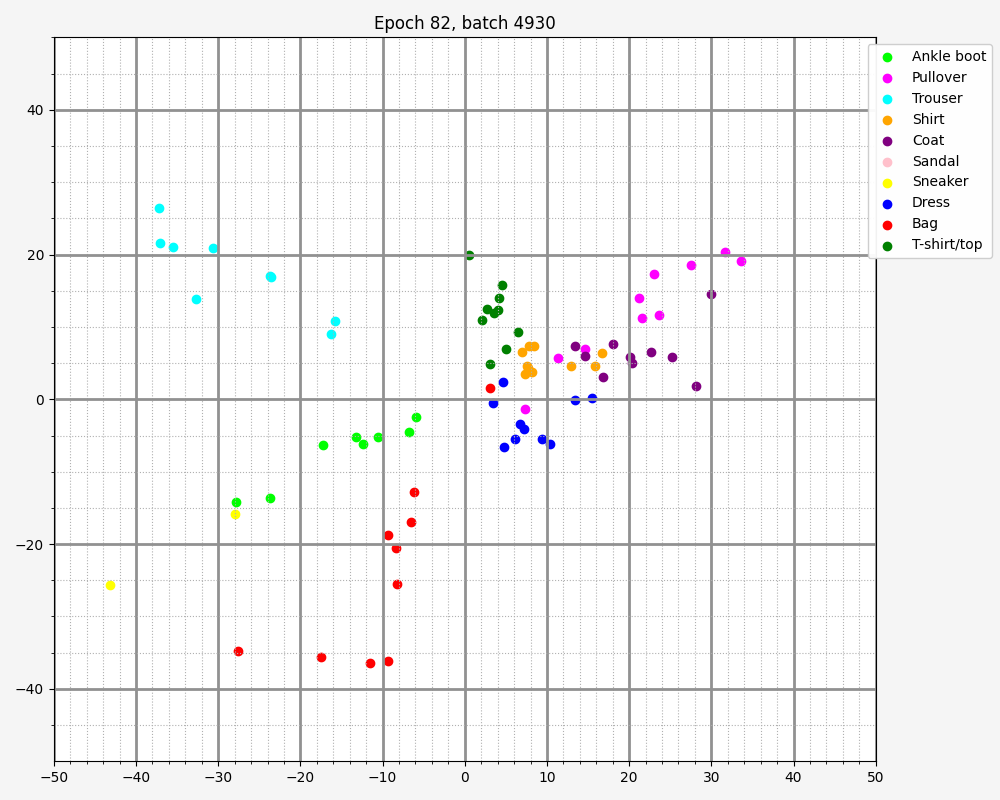 Epoch 82, batch 4930
40
20
0
−20
−40
−50
−40
−30
−20
−10
0
10
20
30
40
50
Ankle boot
Pullover
Trouser
Shirt
Coat
Sandal
Sneaker
Dress
Bag
T-shirt/top